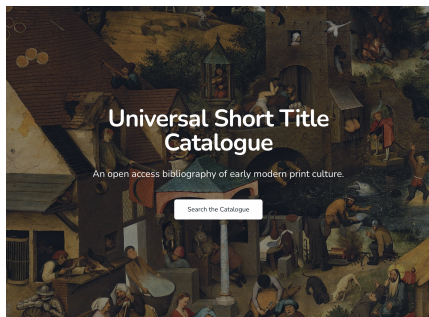 Universal Short Title
Catalogue
An open access bibliography of early modern print culture.
Search the Catalogue